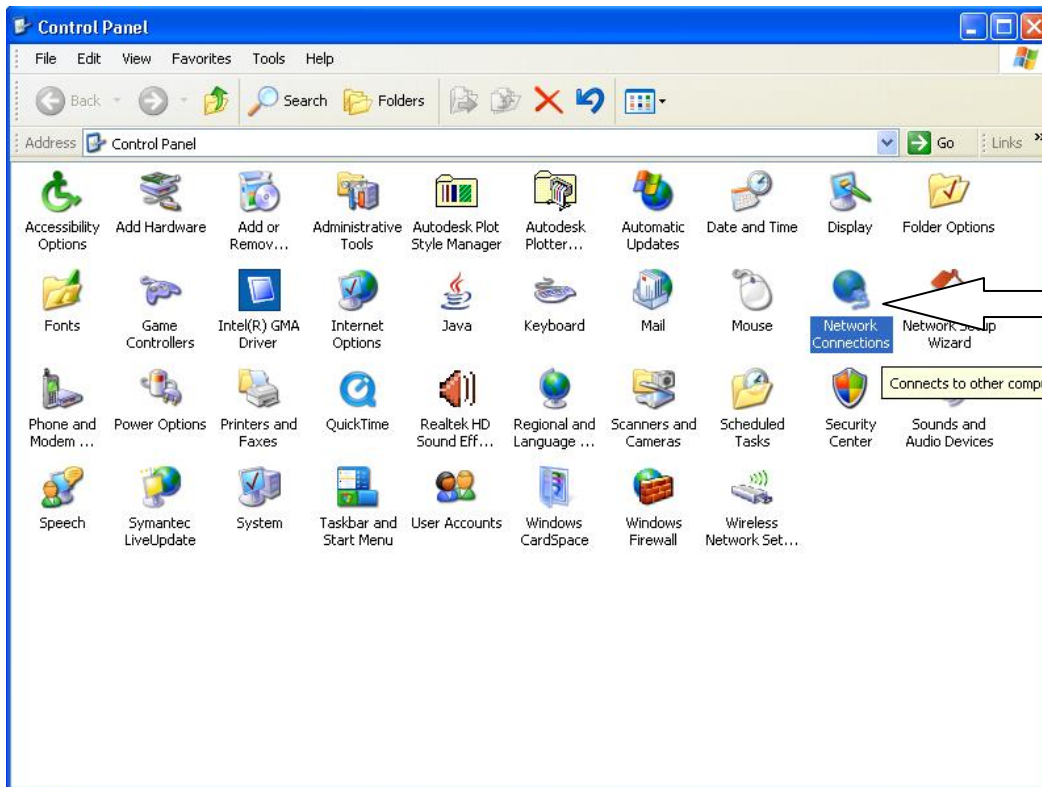 Control Panel
File Edit View Favorites Tools Help
Back Search Folders
Address Control Panel Go Links »
Accessibility Options
Add Hardware
Add or Remov...
Administrative Tools
Autodesk Plot Style Manager
Autodesk Plotter...
Automatic Updates
Date and Time
Display
Folder Options
Fonts
Game Controllers
Intel(R) GMA Driver
Internet Options
Java
Keyboard
Mail
Mouse
Network Connections
Network Setup Wizard
Connects to other compu
Phone and Modem ...
Power Options
Printers and Faxes
QuickTime
Realtek HD Sound Eff...
Regional and Language ...
Scanners and Cameras
Scheduled Tasks
Security Center
Sounds and Audio Devices
Speech
Symantec LiveUpdate
System
Taskbar and Start Menu
User Accounts
Windows CardSpace
Windows Firewall
Wireless Network Set...